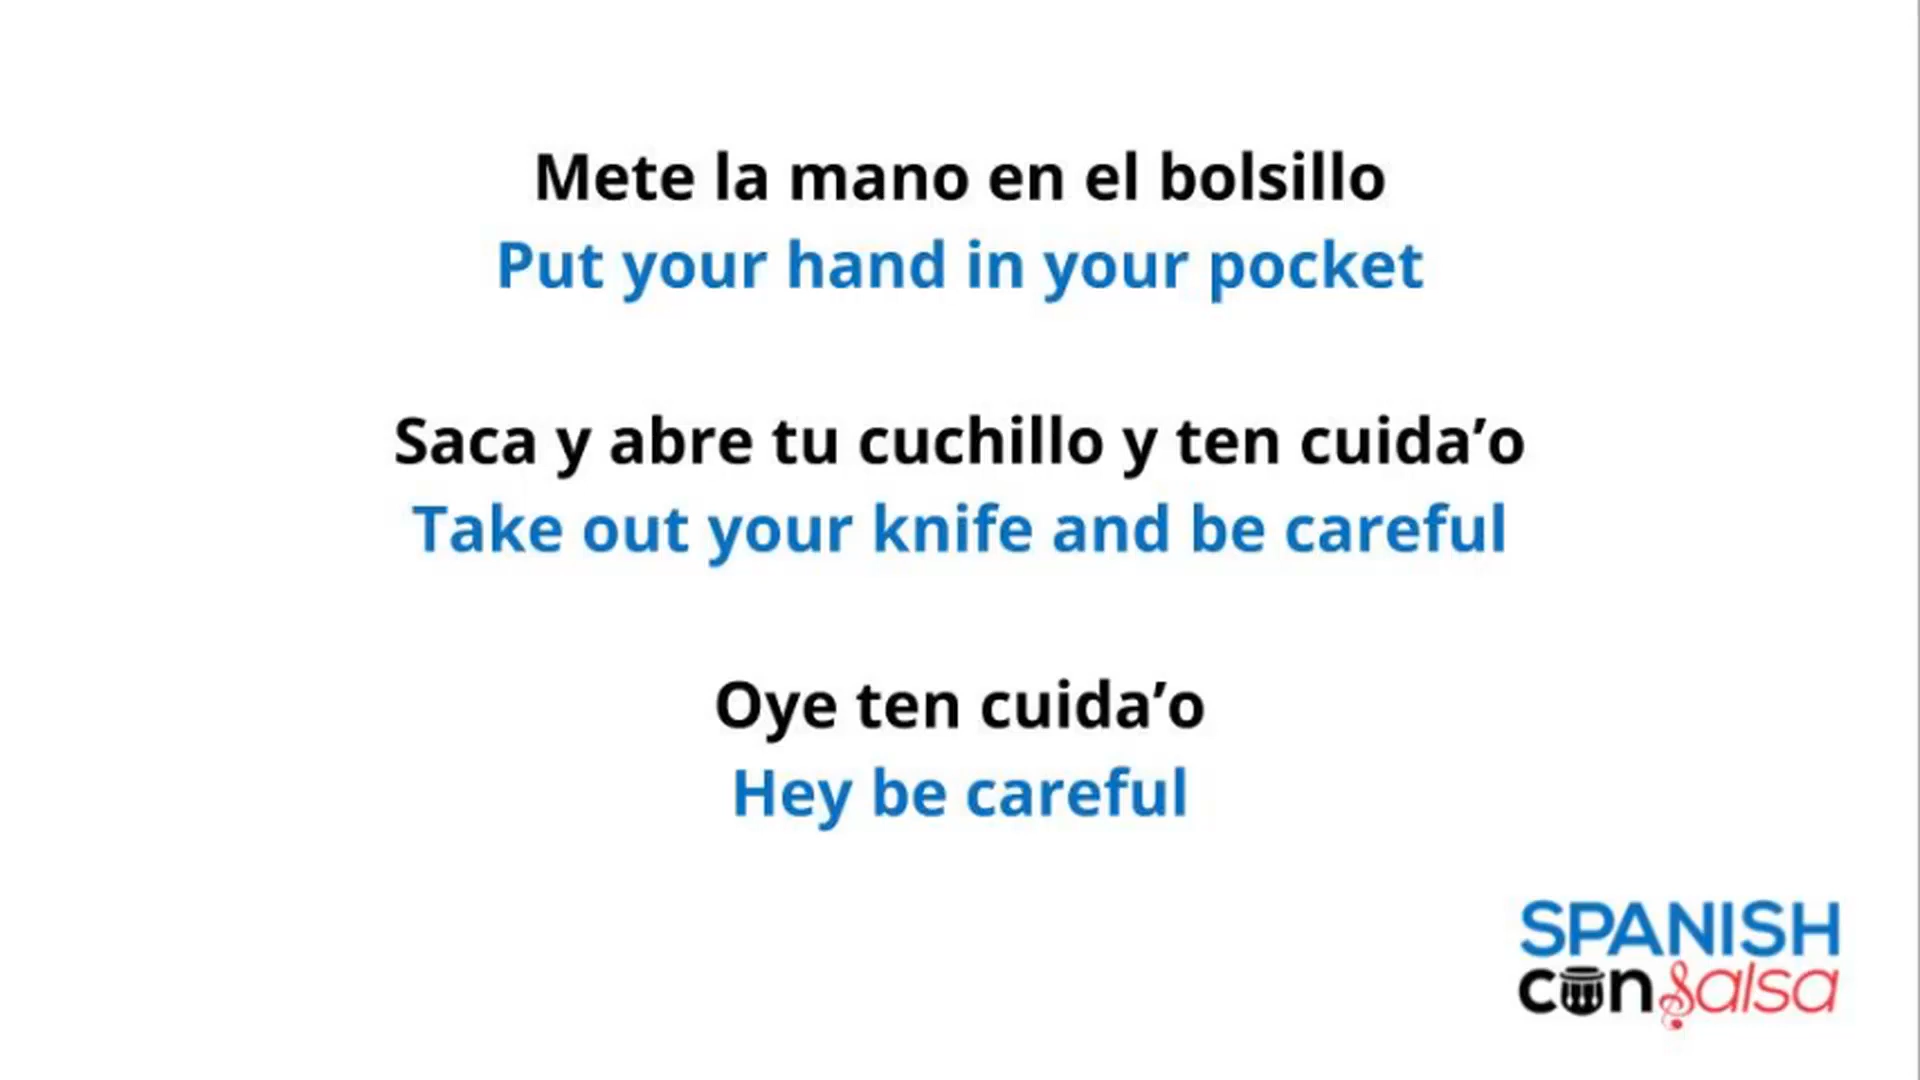 Mete la mano en el bolsillo
Put your hand in your pocket
Saca y abre tu cuchillo y ten cuida’o
Take out your knife and be careful
Oye ten cuida’o
Hey be careful
SPANISH
con Salsa